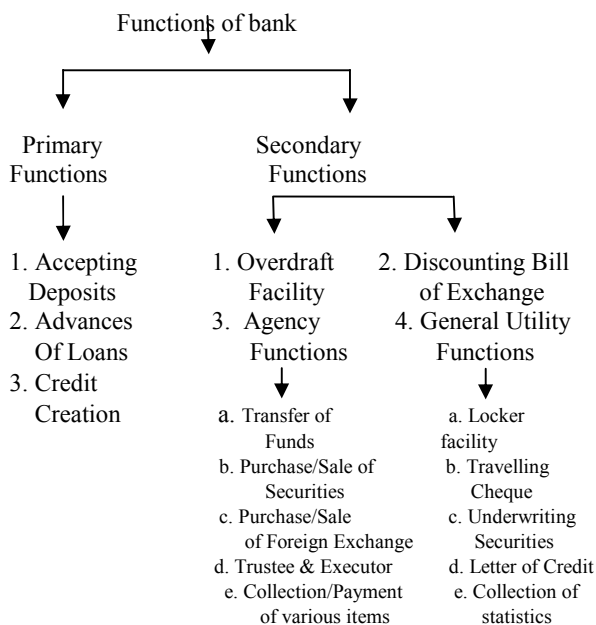 Functions of bank
Primary
Functions
Secondary
Functions
1. Accepting
Deposits
2. Advances
Of Loans
3. Credit
Creation
1. Overdraft
Facility
2. Discounting Bill
of Exchange
3. Agency
Functions
4. General Utility
Functions
a. Transfer of
Funds
b. Purchase/Sale of
Securities
c. Purchase/Sale
of Foreign Exchange
d. Trustee & Executor
e. Collection/Payment
of various items
a. Locker
facility
b. Travelling
Cheque
c. Underwriting
Securities
d. Letter of Credit
e. Collection of
statistics